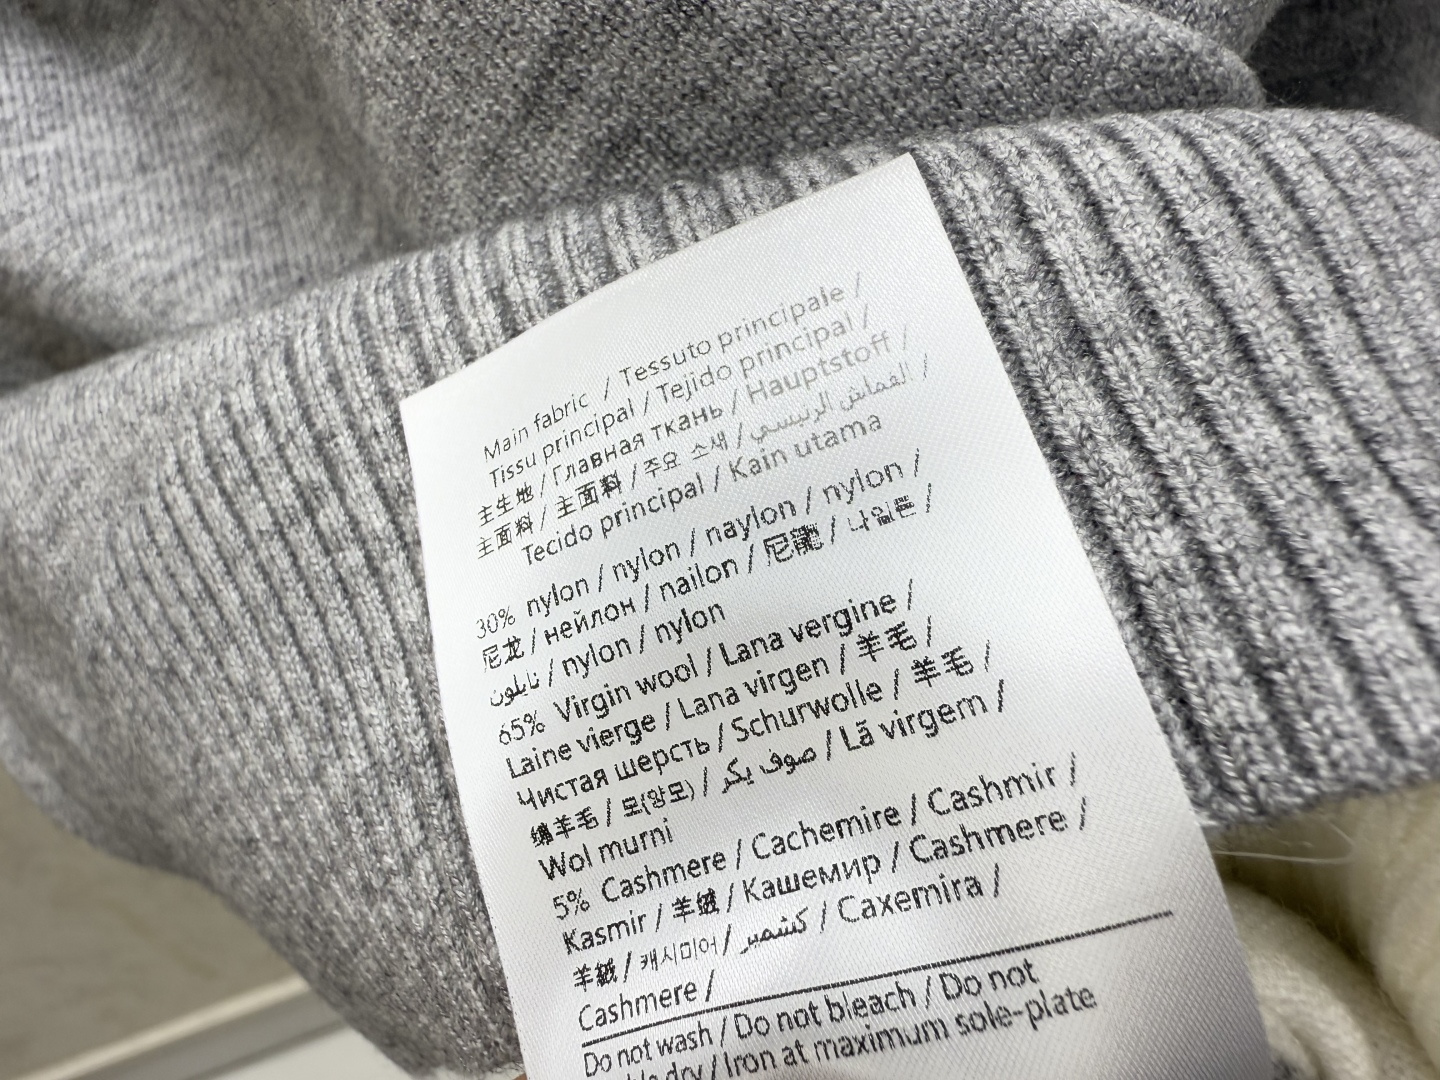 Main fabric / Tessuto principale /
Tissu principal / Tejido principal /
主生地 / Главная ткань / Hauptstoff /
主面料 / 主面料 / 주요 소새 / القماش الرئيسي /
Tecido principal / Kain utama
30% nylon / nylon / naylon / nylon /
尼龙 / нейлон / nailon / 尼龍 / 나일론 /
نايلون / nylon / nylon
65% Virgin wool / Lana vergine /
Laine vierge / Lana virgen / 羊毛 /
Чистая шерсть / Schurwolle / 羊毛 /
绵羊毛 / 모(양모) / صوف بكر / Lã virgem /
Wol murni
5% Cashmere / Cachemire / Cashmir /
Kasmir / 羊绒 / Кашемир / Cashmere /
羊絨 / 캐시미어 / كشمير / Caxemira /
Cashmere /
Do not wash / Do not bleach / Do not
dry / Iron at maximum sole-plate